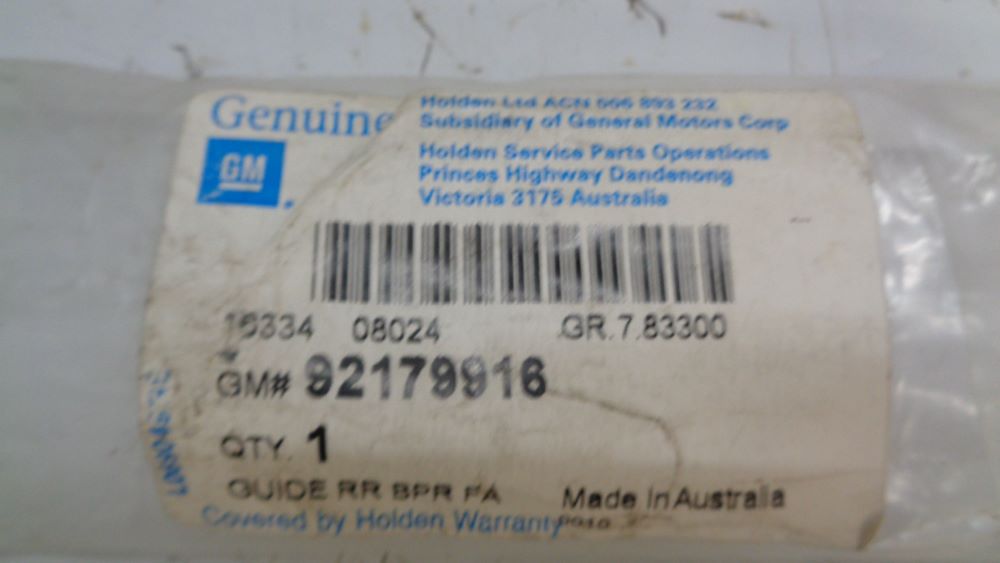 Genuine
GM
Holden Ltd ACN 006 893 232
Subsidiary of General Motors Corp
Holden Service Parts Operations
Princes Highway Dandenong
Victoria 3175 Australia
16334 08024 GR.7.83300
GM# 92179916
QTY. 1
GUIDE RR BPR FA Made In Australia
Covered by Holden Warranty